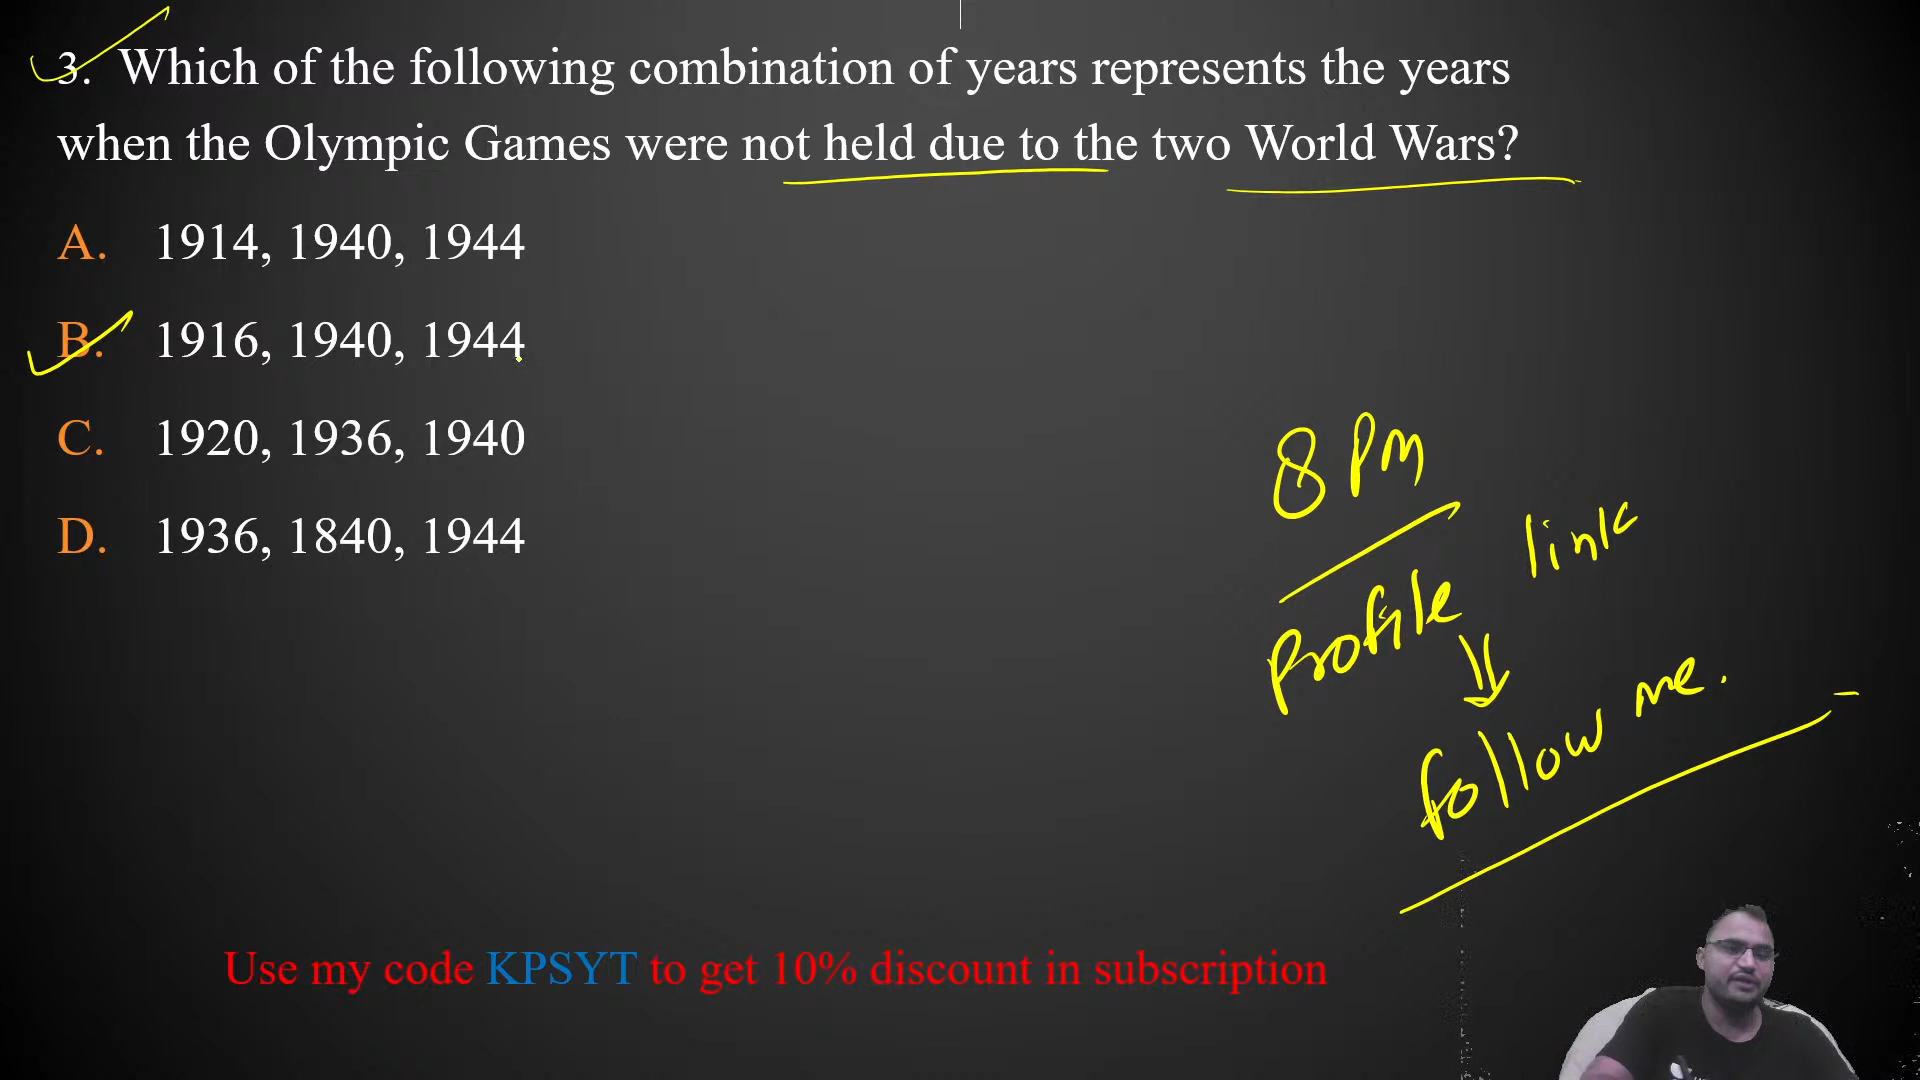 3. Which of the following combination of years represents the years
when the Olympic Games were not held due to the two World Wars?
A. 1914, 1940, 1944
B. 1916, 1940, 1944
C. 1920, 1936, 1940
D. 1936, 1840, 1944
8 PM
Profile link
follow me.
Use my code KPSYT to get 10% discount in subscription